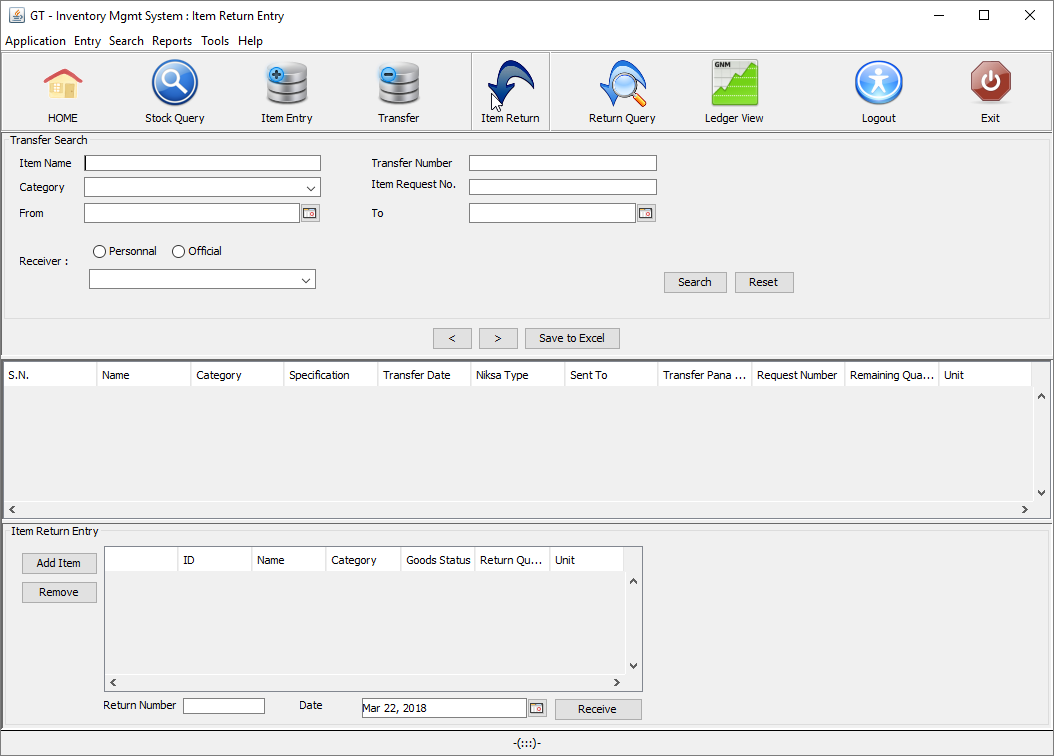 GT - Inventory Mgmt System : Item Return Entry
Application Entry Search Reports Tools Help
GNM
HOME Stock Query Item Entry Transfer Item Return Return Query Ledger View Logout Exit
Transfer Search
Item Name Transfer Number
Category Item Request No.
From To
Receiver : Personnal Official
Search Reset
< > Save to Excel
S.N. Name Category Specification Transfer Date Niksa Type Sent To Transfer Pana ... Request Number Remaining Qua... Unit
Item Return Entry
Add Item ID Name Category Goods Status Return Qu... Unit
Remove
Return Number Date Mar 22, 2018 Receive
-(:::)-